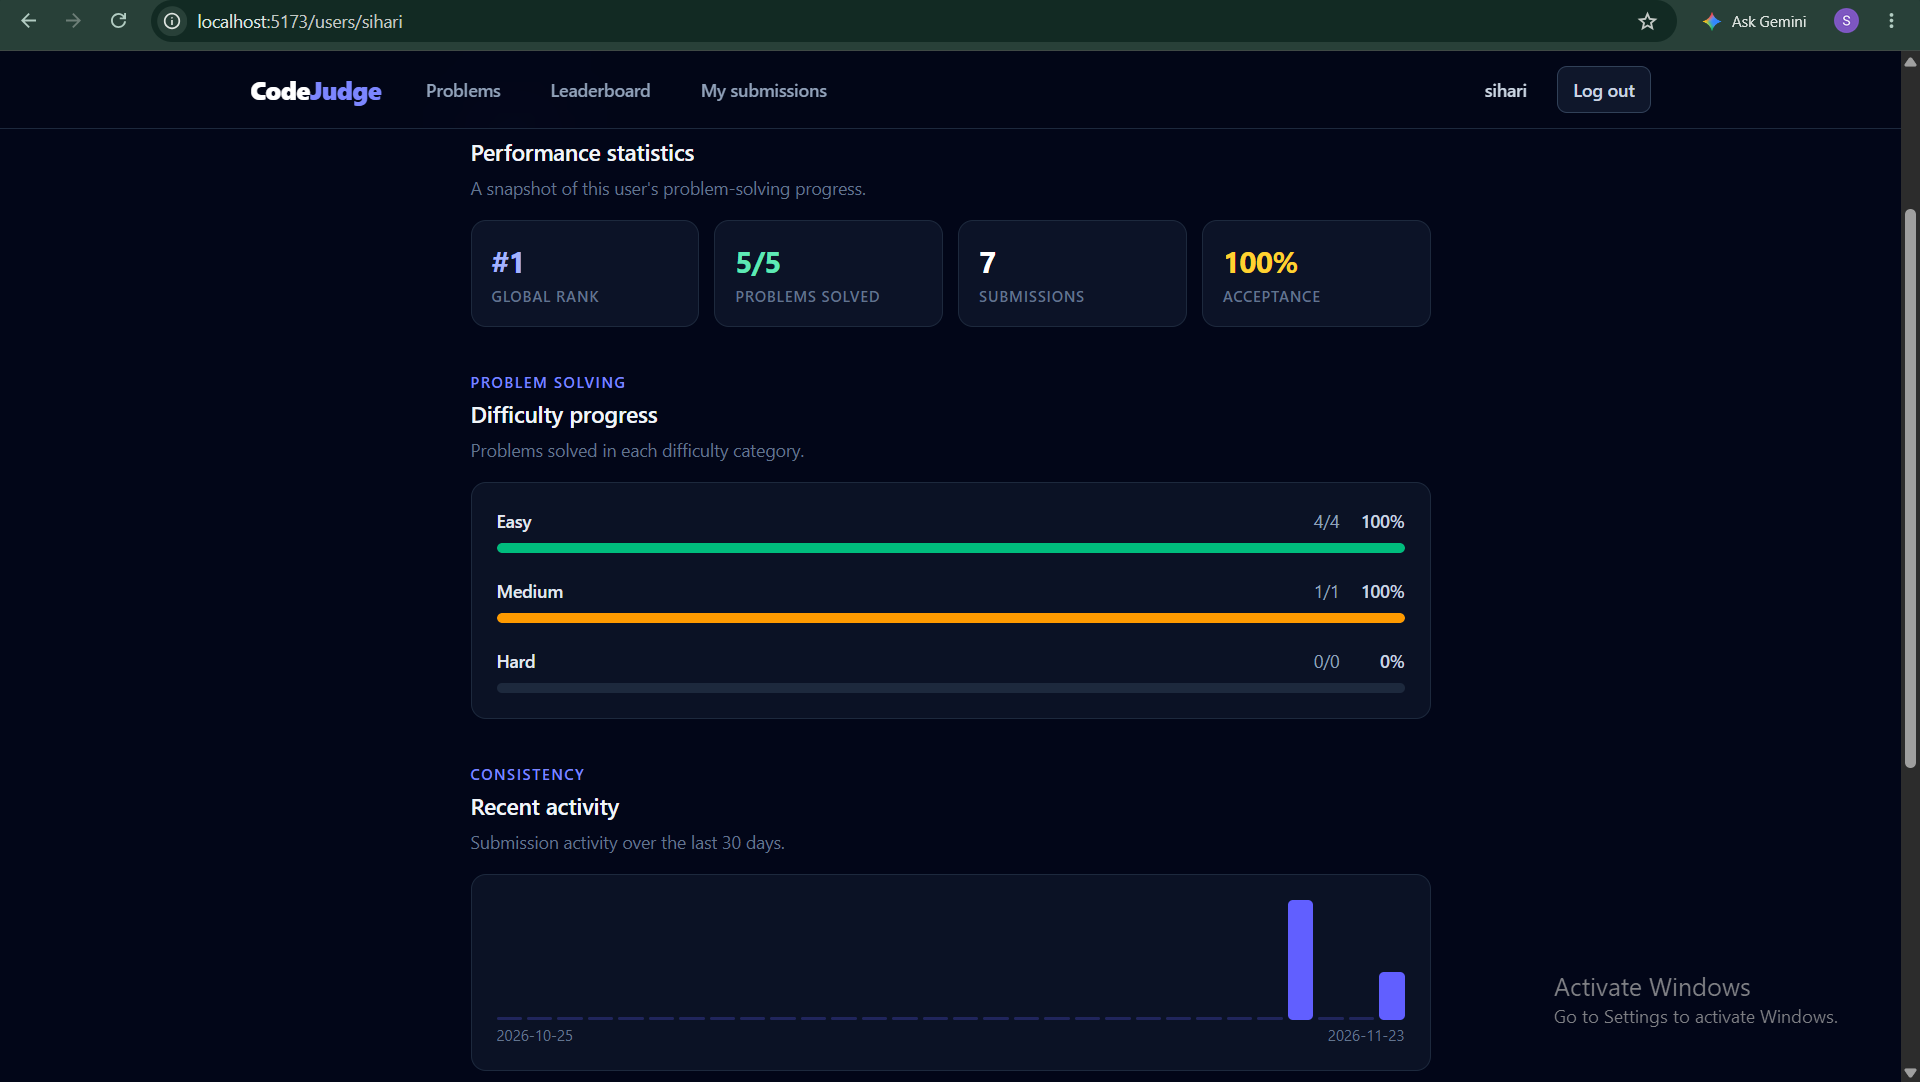 localhost:5173/users/sihari
Ask Gemini
S
CodeJudge
Problems
Leaderboard
My submissions
sihari
Log out
Performance statistics
A snapshot of this user's problem-solving progress.
#1
GLOBAL RANK
5/5
PROBLEMS SOLVED
7
SUBMISSIONS
100%
ACCEPTANCE
PROBLEM SOLVING
Difficulty progress
Problems solved in each difficulty category.
Easy 4/4 100%
Medium 1/1 100%
Hard 0/0 0%
CONSISTENCY
Recent activity
Submission activity over the last 30 days.
2026-10-25 2026-11-23
Activate Windows
Go to Settings to activate Windows.